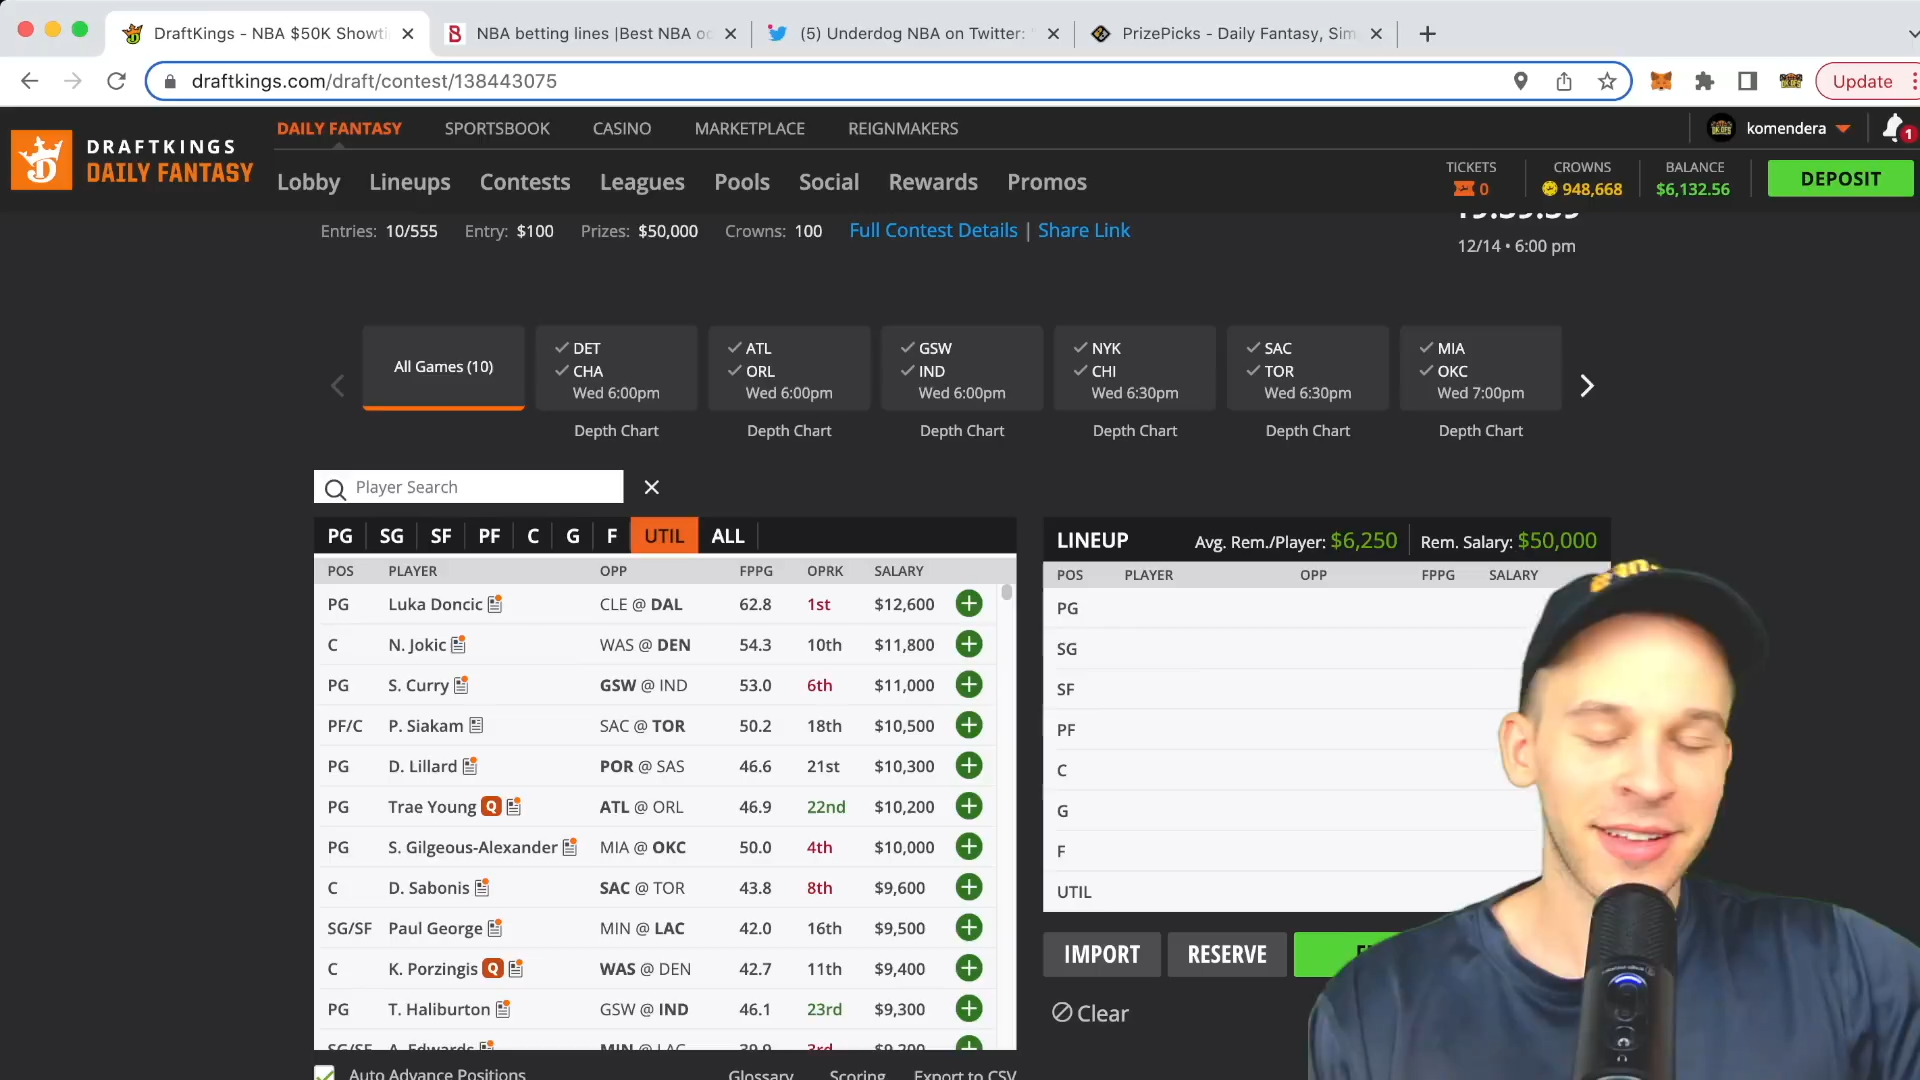 DraftKings - NBA $50K Showti
NBA betting lines |Best NBA o
(5) Underdog NBA on Twitter:
PrizePicks - Daily Fantasy, Sim
draftkings.com/draft/contest/138443075
Update
DRAFTKINGS
DAILY FANTASY
DAILY FANTASY
SPORTSBOOK
CASINO
MARKETPLACE
REIGNMAKERS
komendera
1
Lobby
Lineups
Contests
Leagues
Pools
Social
Rewards
Promos
TICKETS
0
CROWNS
948,668
BALANCE
$6,132.56
DEPOSIT
Entries: 10/555 Entry: $100 Prizes: $50,000 Crowns: 100 Full Contest Details | Share Link
12/14 • 6:00 pm
All Games (10)
DET
CHA
Wed 6:00pm
Depth Chart
ATL
ORL
Wed 6:00pm
Depth Chart
GSW
IND
Wed 6:00pm
Depth Chart
NYK
CHI
Wed 6:30pm
Depth Chart
SAC
TOR
Wed 6:30pm
Depth Chart
MIA
OKC
Wed 7:00pm
Depth Chart
Player Search
PG SG SF PF C G F UTIL ALL
POS PLAYER OPP FPPG OPRK SALARY
PG Luka Doncic CLE @ DAL 62.8 1st $12,600
C N. Jokic WAS @ DEN 54.3 10th $11,800
PG S. Curry GSW @ IND 53.0 6th $11,000
PF/C P. Siakam SAC @ TOR 50.2 18th $10,500
PG D. Lillard POR @ SAS 46.6 21st $10,300
PG Trae Young Q ATL @ ORL 46.9 22nd $10,200
PG S. Gilgeous-Alexander MIA @ OKC 50.0 4th $10,000
C D. Sabonis SAC @ TOR 43.8 8th $9,600
SG/SF Paul George MIN @ LAC 42.0 16th $9,500
C K. Porzingis Q WAS @ DEN 42.7 11th $9,400
PG T. Haliburton GSW @ IND 46.1 23rd $9,300
SG/SF A. Edwards MIN @ LAC 39.9 3rd $9,200
Auto Advance Positions
Glossary
Scoring
Export to CSV
LINEUP Avg. Rem./Player: $6,250 Rem. Salary: $50,000
POS PLAYER OPP FPPG SALARY
PG
SG
SF
PF
C
G
F
UTIL
IMPORT
RESERVE
Clear